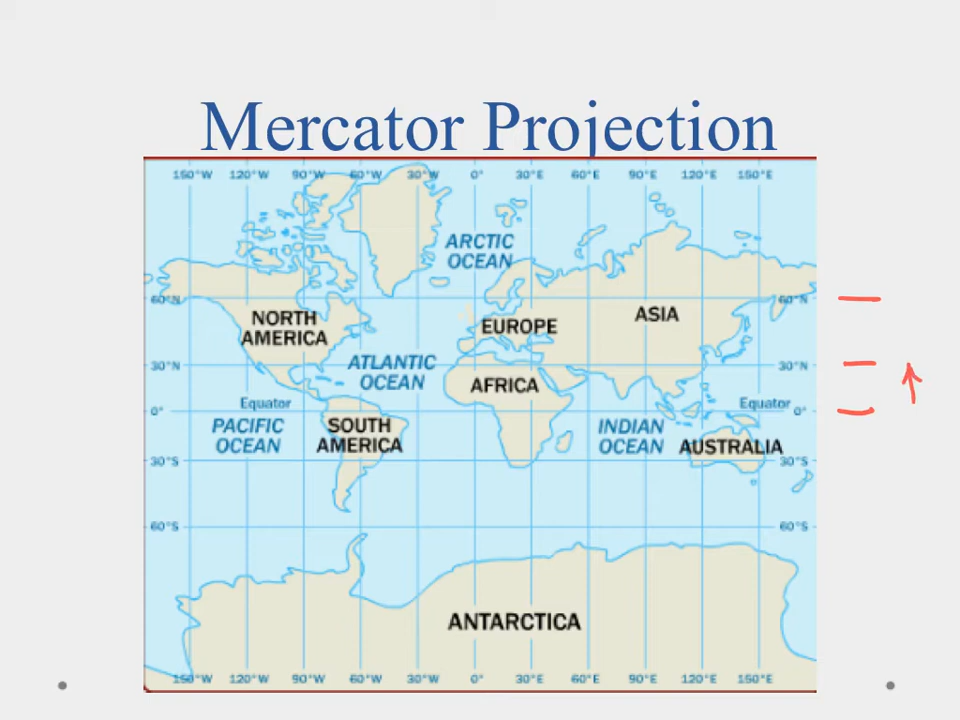 Mercator Projection
150°W 120°W 90°W 60°W 30°W 0° 30°E 60°E 90°E 120°E 150°E
ARCTIC
OCEAN
60°N 60°N
NORTH
AMERICA
EUROPE
ASIA
ATLANTIC
OCEAN
30°N 30°N
AFRICA
Equator Equator
0° 0°
PACIFIC
OCEAN
SOUTH
AMERICA
INDIAN
OCEAN
AUSTRALIA
30°S 30°S
60°S 60°S
ANTARCTICA
150°W 120°W 90°W 60°W 30°W 0° 30°E 60°E 90°E 120°E 150°E